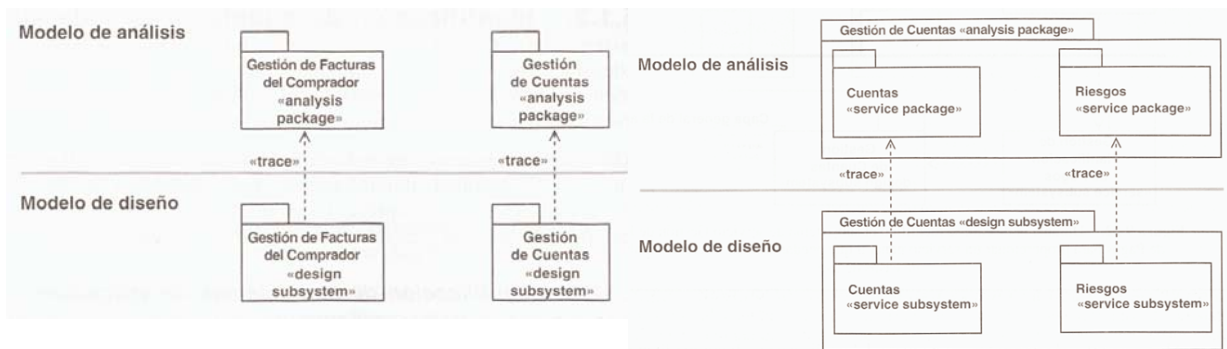 Modelo de análisis
Gestión de Facturas
del Comprador
«analysis
package»
Gestión
de Cuentas
«analysis
package»
«trace»
«trace»
Modelo de diseño
Gestión de Facturas
del Comprador
«design
subsystem»
Gestión
de Cuentas
«design
subsystem»
Gestión de Cuentas «analysis package»
Modelo de análisis
Cuentas
«service package»
Riesgos
«service package»
«trace»
«trace»
Gestión de Cuentas «design subsystem»
Modelo de diseño
Cuentas
«service subsystem»
Riesgos
«service subsystem»